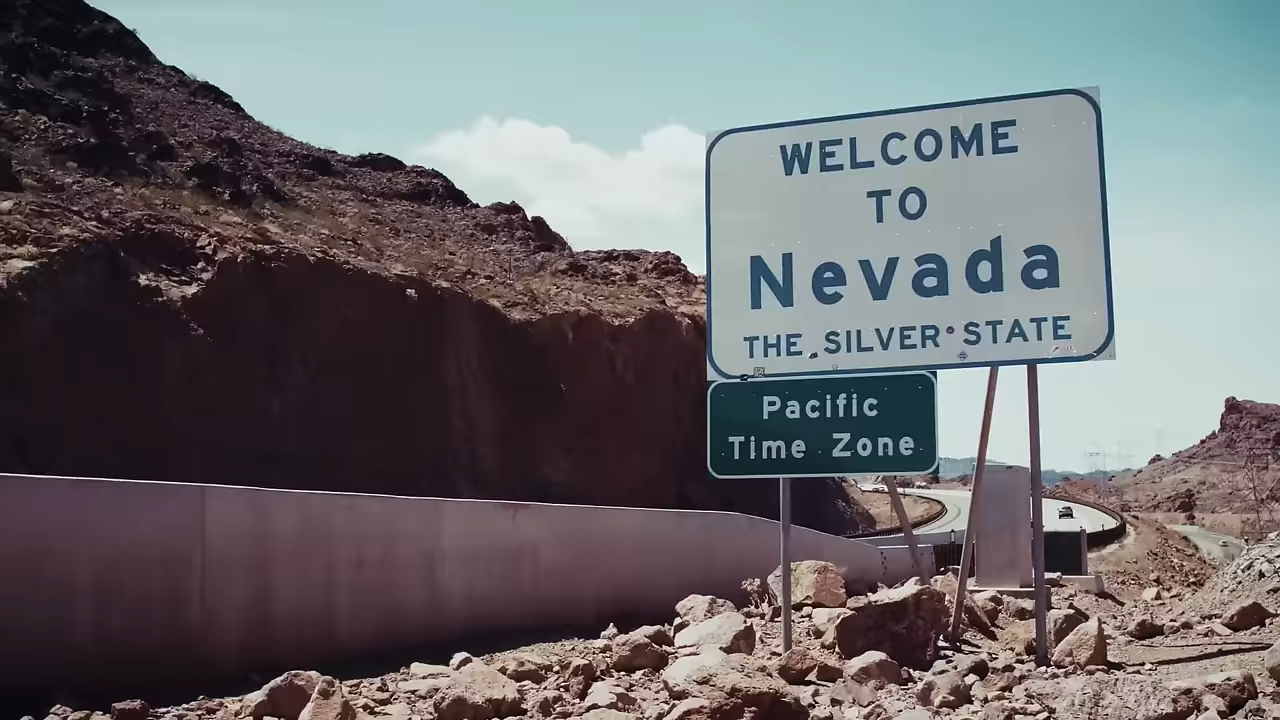 WELCOME
TO
Nevada
THE SILVER STATE
Pacific
Time Zone